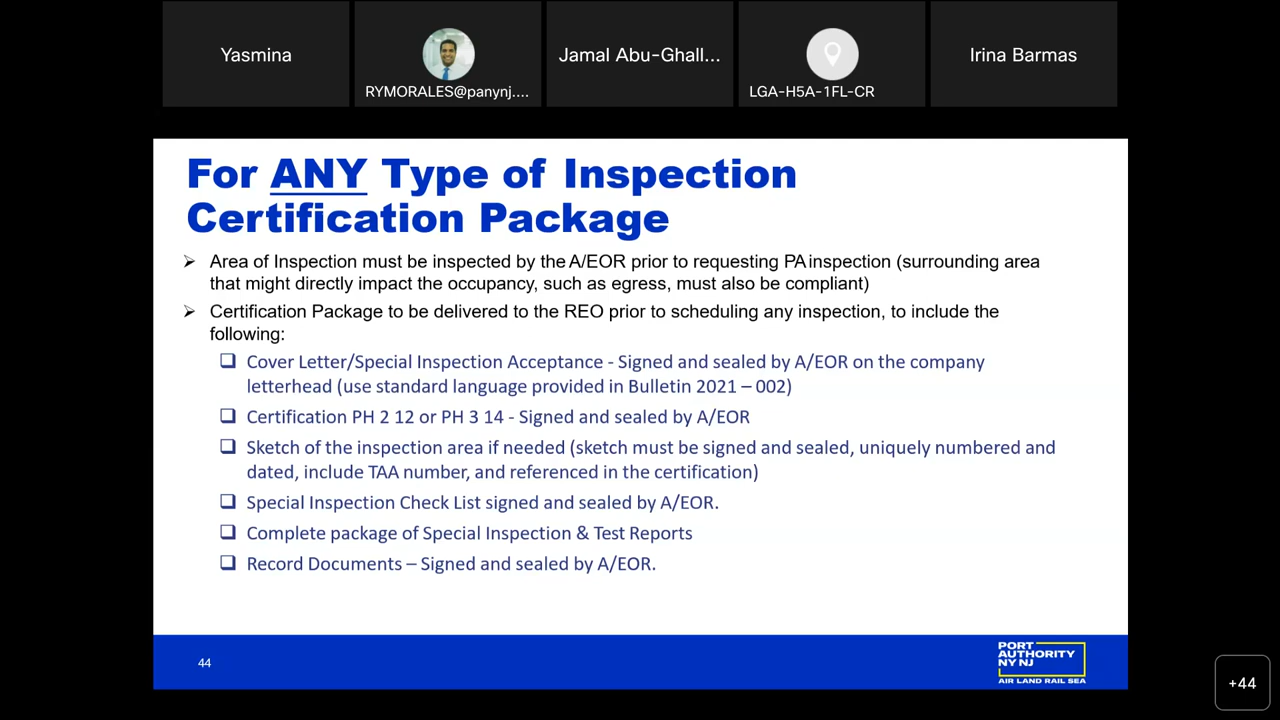 Yasmina
RYMORALES@panynj....
Jamal Abu-Ghall...
LGA-H5A-1FL-CR
Irina Barmas
For ANY Type of Inspection
Certification Package
Area of Inspection must be inspected by the A/EOR prior to requesting PA inspection (surrounding area
that might directly impact the occupancy, such as egress, must also be compliant)
Certification Package to be delivered to the REO prior to scheduling any inspection, to include the
following:
Cover Letter/Special Inspection Acceptance - Signed and sealed by A/EOR on the company
letterhead (use standard language provided in Bulletin 2021 – 002)
Certification PH 2 12 or PH 3 14 - Signed and sealed by A/EOR
Sketch of the inspection area if needed (sketch must be signed and sealed, uniquely numbered and
dated, include TAA number, and referenced in the certification)
Special Inspection Check List signed and sealed by A/EOR.
Complete package of Special Inspection & Test Reports
Record Documents – Signed and sealed by A/EOR.
44
PORT
AUTHORITY
NY NJ
AIR LAND RAIL SEA
+44